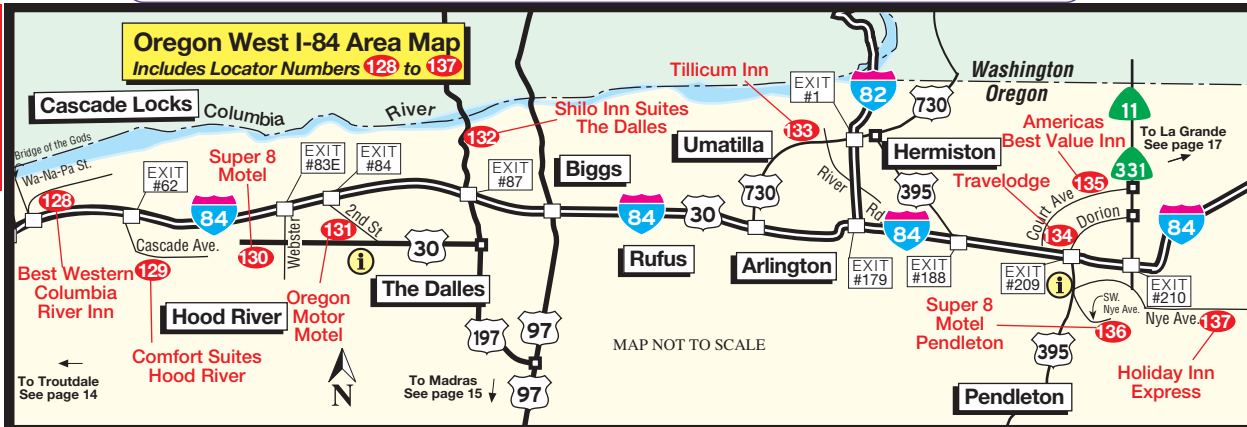 Oregon West I-84 Area Map
Includes Locator Numbers 128 to 137
Cascade Locks
Columbia
River
Bridge of the Gods
Wa-Na-Pa St.
128
Best Western
Columbia
River Inn
EXIT
#62
84
Cascade Ave.
129
Comfort Suites
Hood River
Hood River
To Troutdale
See page 14
Super 8
Motel
130
EXIT
#83E
Webster
EXIT
#84
2nd St
131
Oregon
Motor
Motel
i
30
The Dalles
N
132
Shilo Inn Suites
The Dalles
EXIT
#87
197
97
97
To Madras
See page 15
Biggs
84
30
Rufus
MAP NOT TO SCALE
Tillicum Inn
133
EXIT
#1
82
730
Washington
Oregon
Umatilla
730
River
Rd
Hermiston
395
Arlington
EXIT
#179
84
EXIT
#188
Americas
Best Value Inn
135
Travelodge
134
Court Ave
Dorion
11
331
To La Grande
See page 17
84
EXIT
#209
i
EXIT
#210
SW.
Nye Ave.
Nye Ave.
137
136
Super 8
Motel
Pendleton
395
Holiday Inn
Express
Pendleton